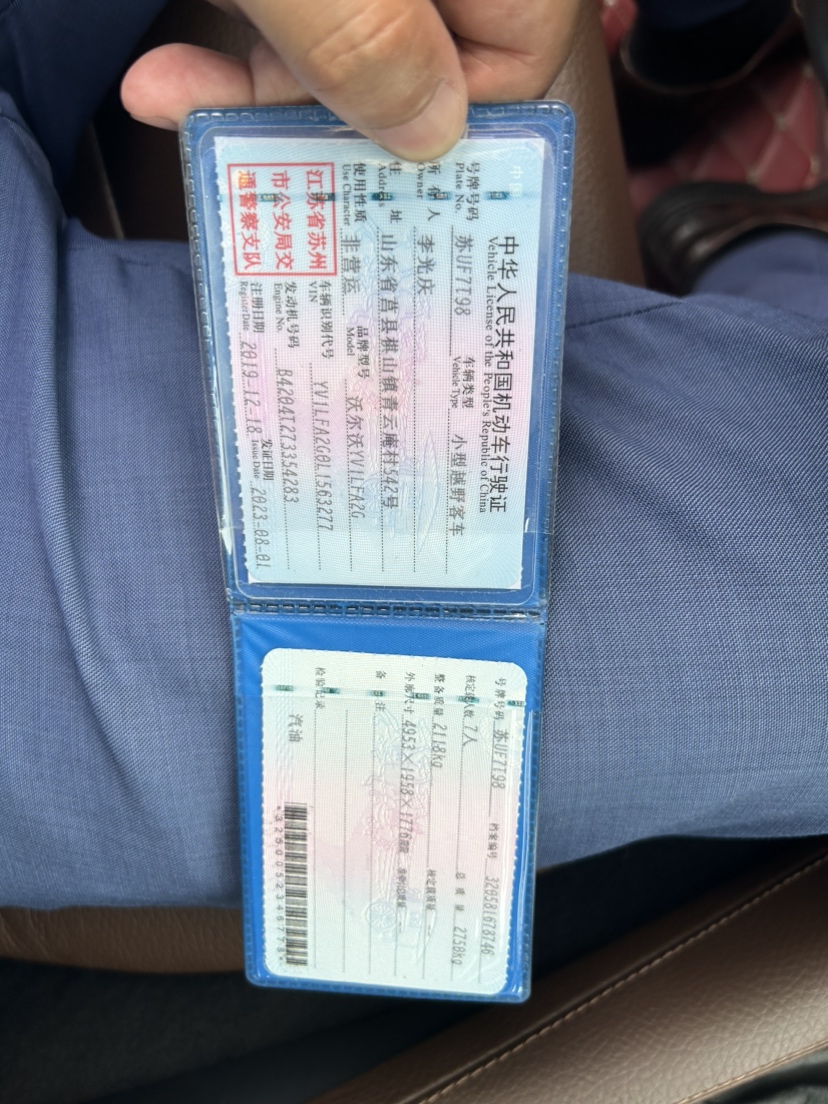 中华人民共和国机动车行驶证
Vehicle License of the People's Republic of China
号牌号码 苏UF7T98 车辆类型 小型越野客车
Plate No. Vehicle Type
所有人 李光庆
Owner
住址 山东省莒县棋山镇青云庵村542号
Address
使用性质 非营运 品牌型号 沃尔沃YV1LFA2G
Use Character Model
江苏省苏州
市公安局交
通警察支队
车辆识别代号 YV1LFA2G0L1563277
VIN
发动机号码 B4204T273354283
Engine No.
注册日期 2019-12-18 发证日期 2023-08-01
Register Date Issue Date
号牌号码 苏UF7T98 档案编号 320581678746
核定载人数 7人 总质量 2750kg
整备质量 2118kg 核定载质量 --
外廓尺寸 4953×1958×1776mm
备注
检验记录
汽油